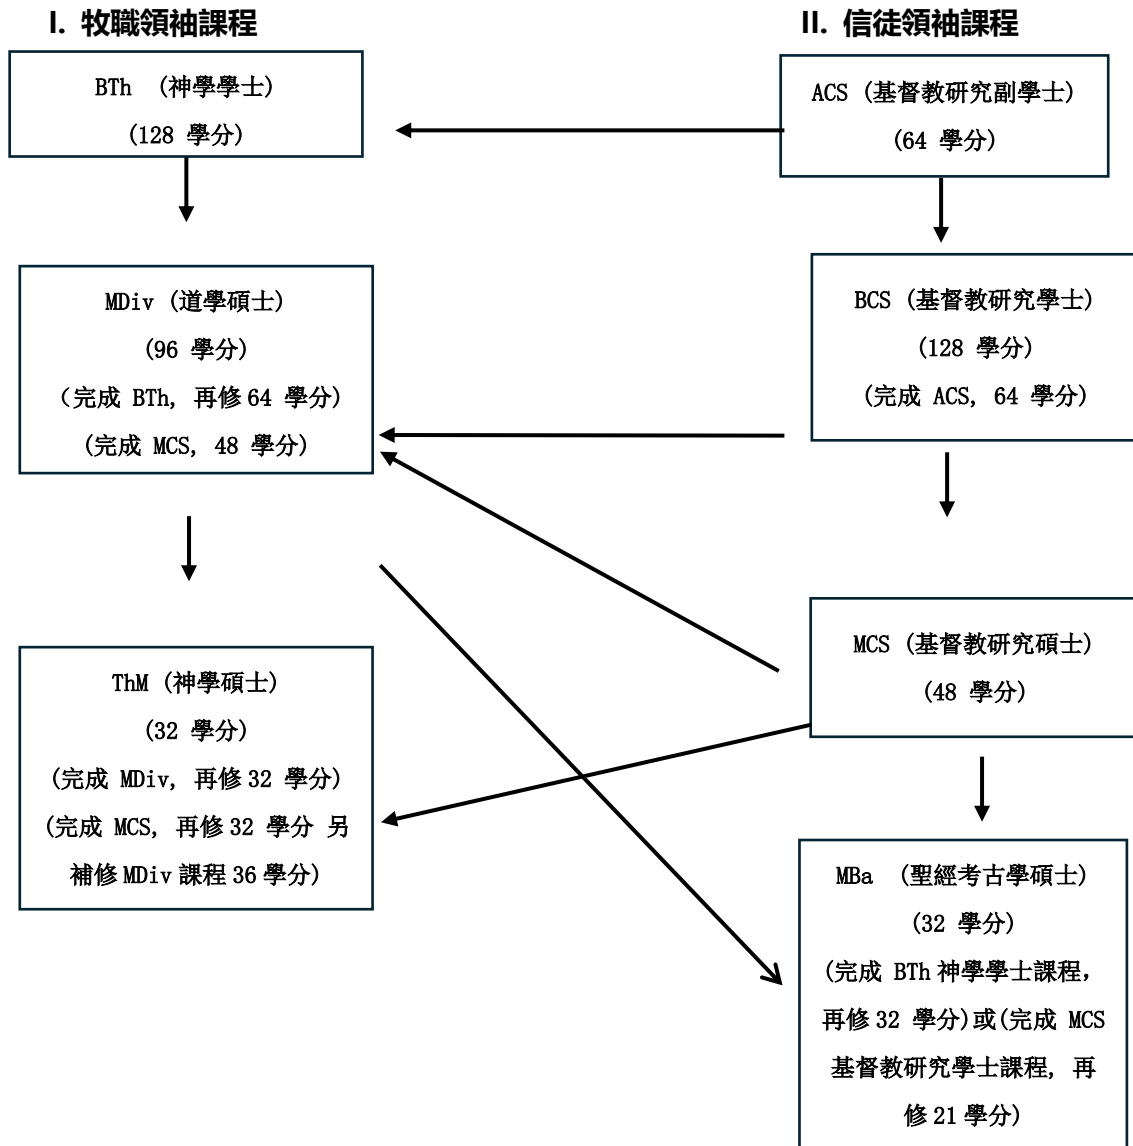 I. 牧職領袖課程
BTh (神學學士)
(128 學分)
MDiv (道學碩士)
(96 學分)
(完成 BTh, 再修 64 學分)
(完成 MCS, 48 學分)
ThM (神學碩士)
(32 學分)
(完成 MDiv, 再修 32 學分)
(完成 MCS, 再修 32 學分 另
補修 MDiv 課程 36 學分)
II. 信徒領袖課程
ACS (基督教研究副學士)
(64 學分)
BCS (基督教研究學士)
(128 學分)
(完成 ACS, 64 學分)
MCS (基督教研究碩士)
(48 學分)
MBa (聖經考古學碩士)
(32 學分)
(完成 BTh 神學學士課程,
再修 32 學分)或(完成 MCS
基督教研究學士課程, 再
修 21 學分)